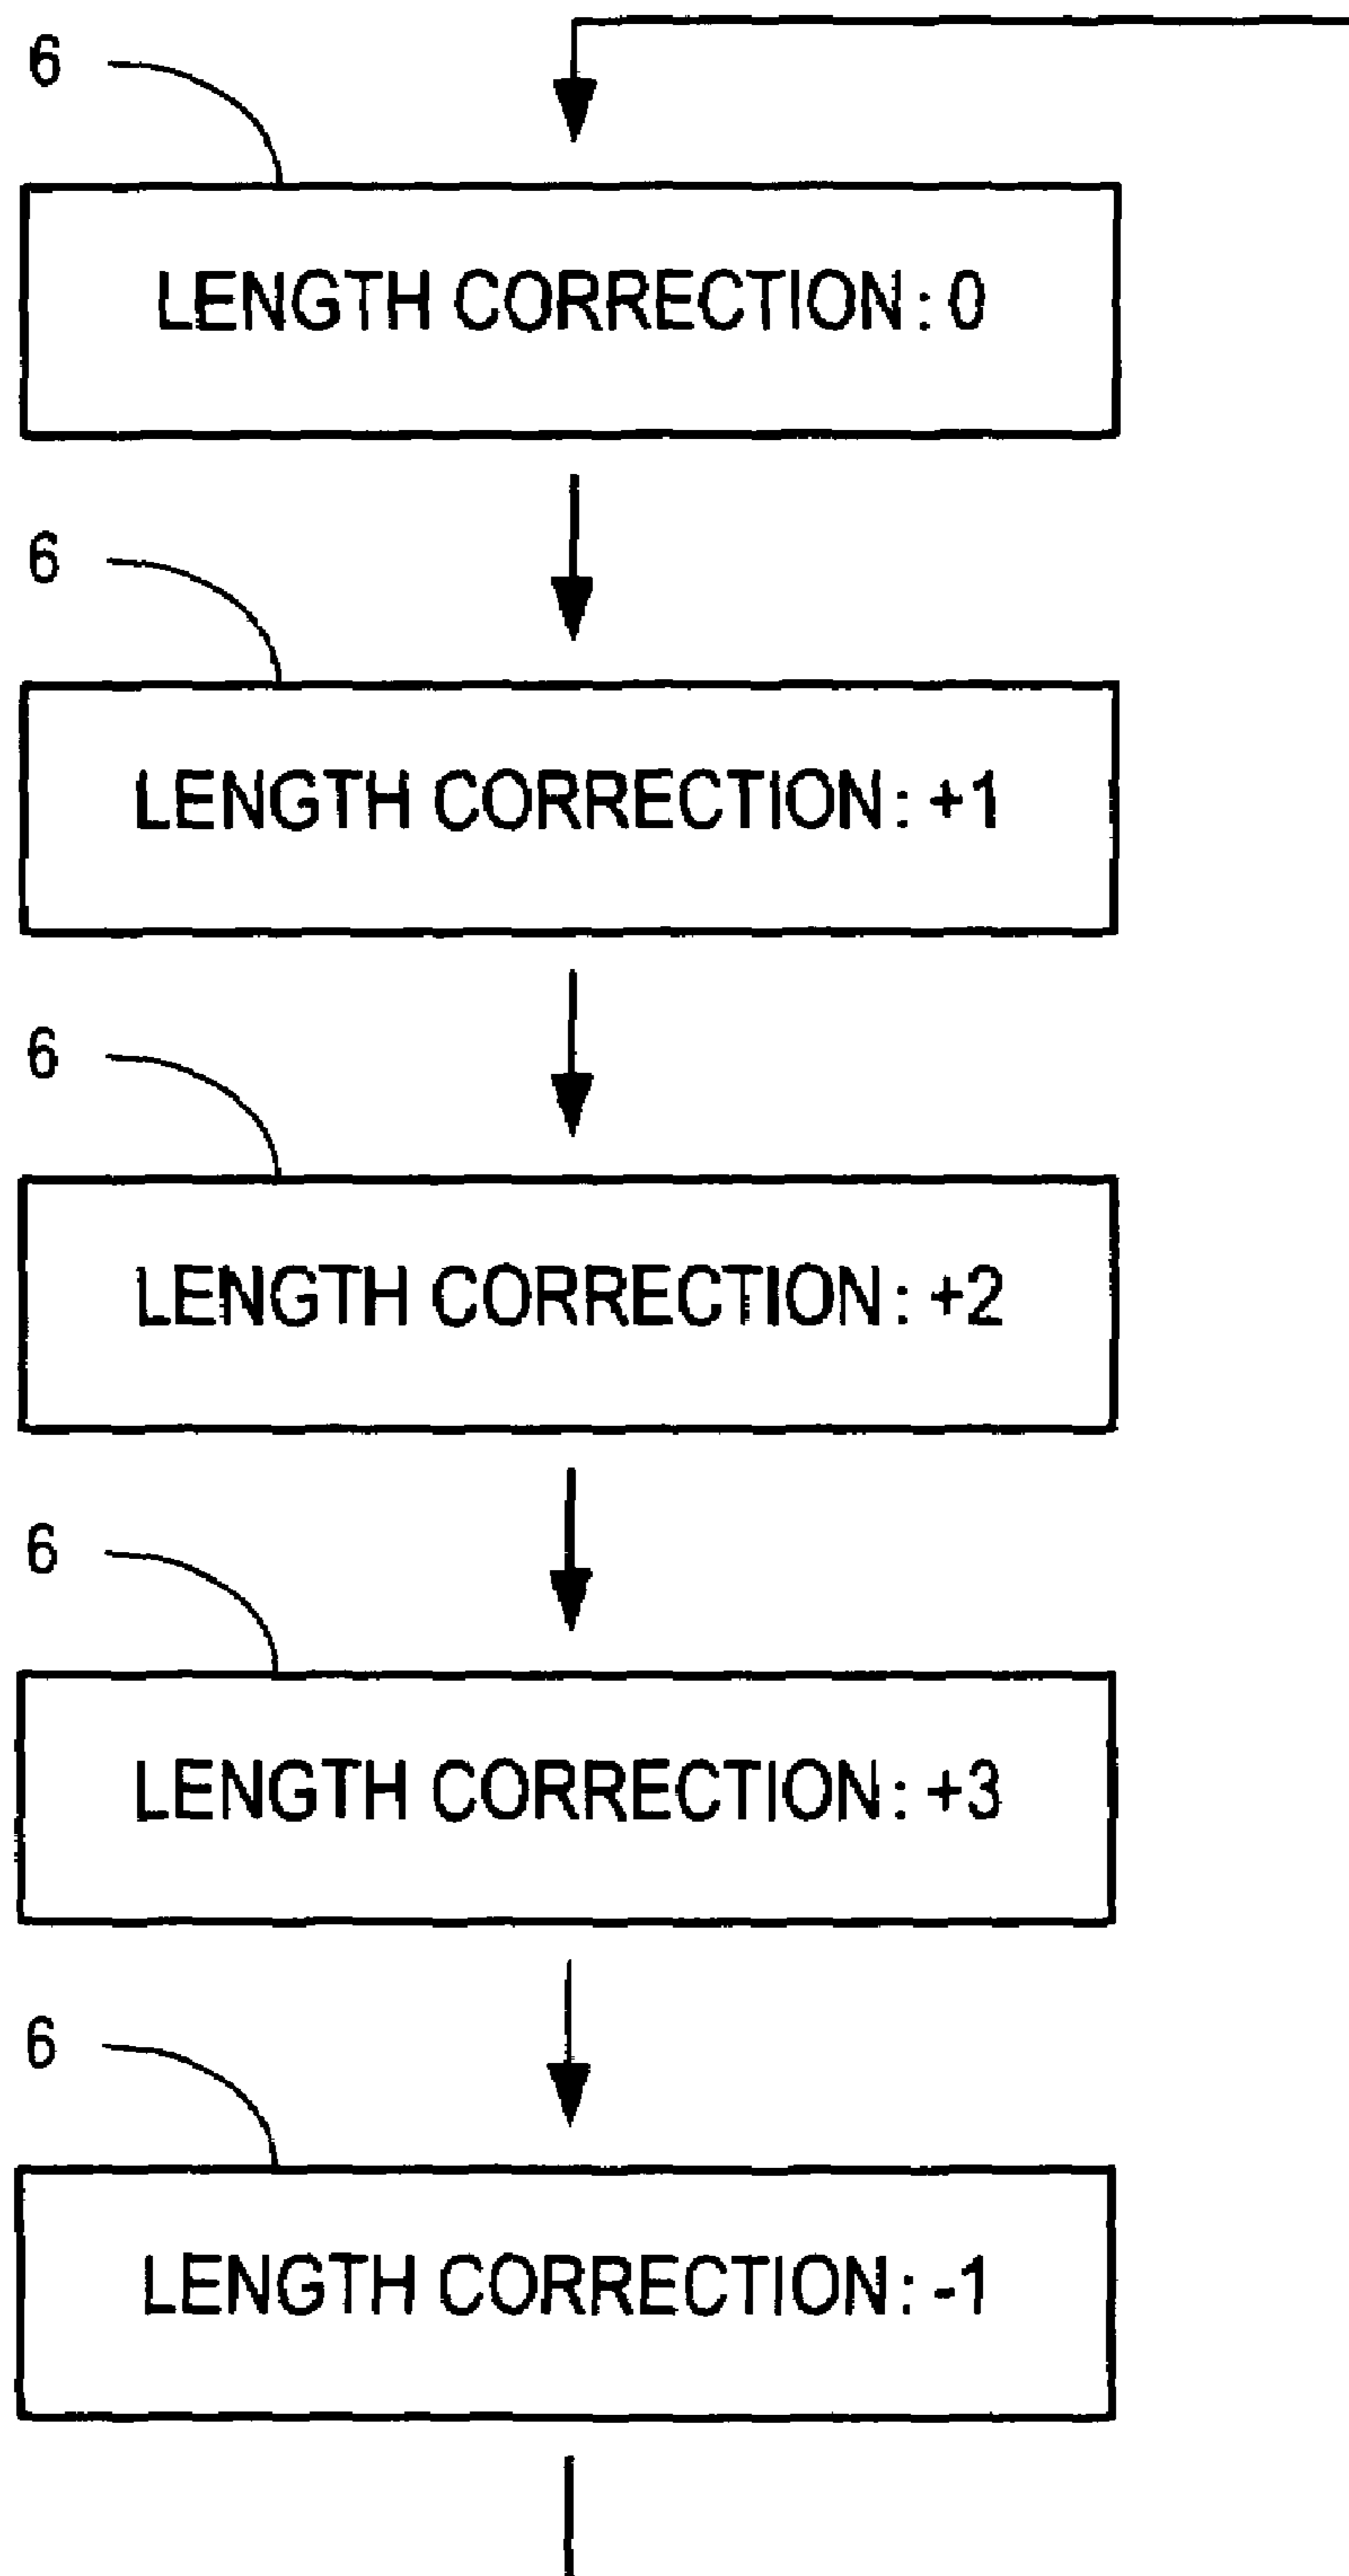 6
LENGTH CORRECTION: 0
6
LENGTH CORRECTION: +1
6
LENGTH CORRECTION: +2
6
LENGTH CORRECTION: +3
6
LENGTH CORRECTION: -1